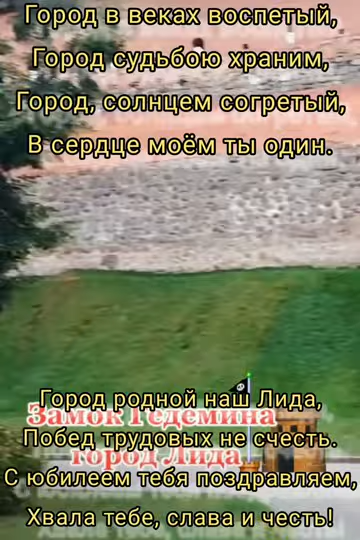 Город в веках воспетый,
Город судьбою храним,
Город, солнцем согретый,
В сердце моём ты один.
Город родной наш Лида,
Замок Гедемина
Побед трудовых не счесть.
город Лида
С юбилеем тебя поздравляем,
Хвала тебе, слава и честь!